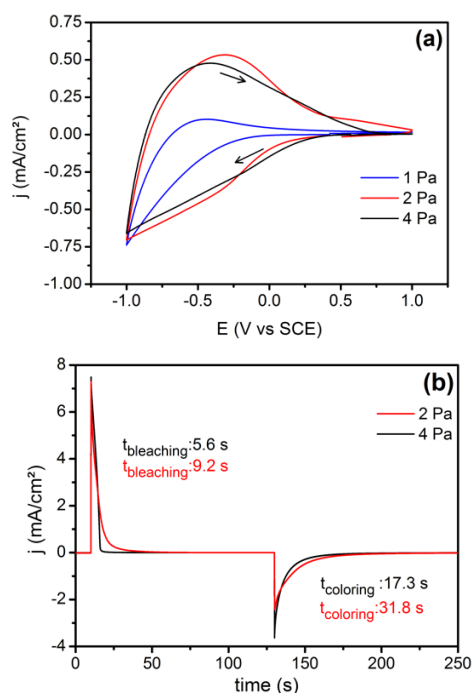 (a)
0.75
0.50
0.25
0.00
-0.25
-0.50
-0.75
-1.00
j (mA/cm²)
1 Pa
2 Pa
4 Pa
-1.0 -0.5 0.0 0.5 1.0
E (V vs SCE)
(b)
8
6
4
2
0
-2
-4
j (mA/cm²)
2 Pa
4 Pa
tbleaching:5.6 s
tbleaching:9.2 s
tcoloring:17.3 s
tcoloring:31.8 s
0 50 100 150 200 250
time (s)